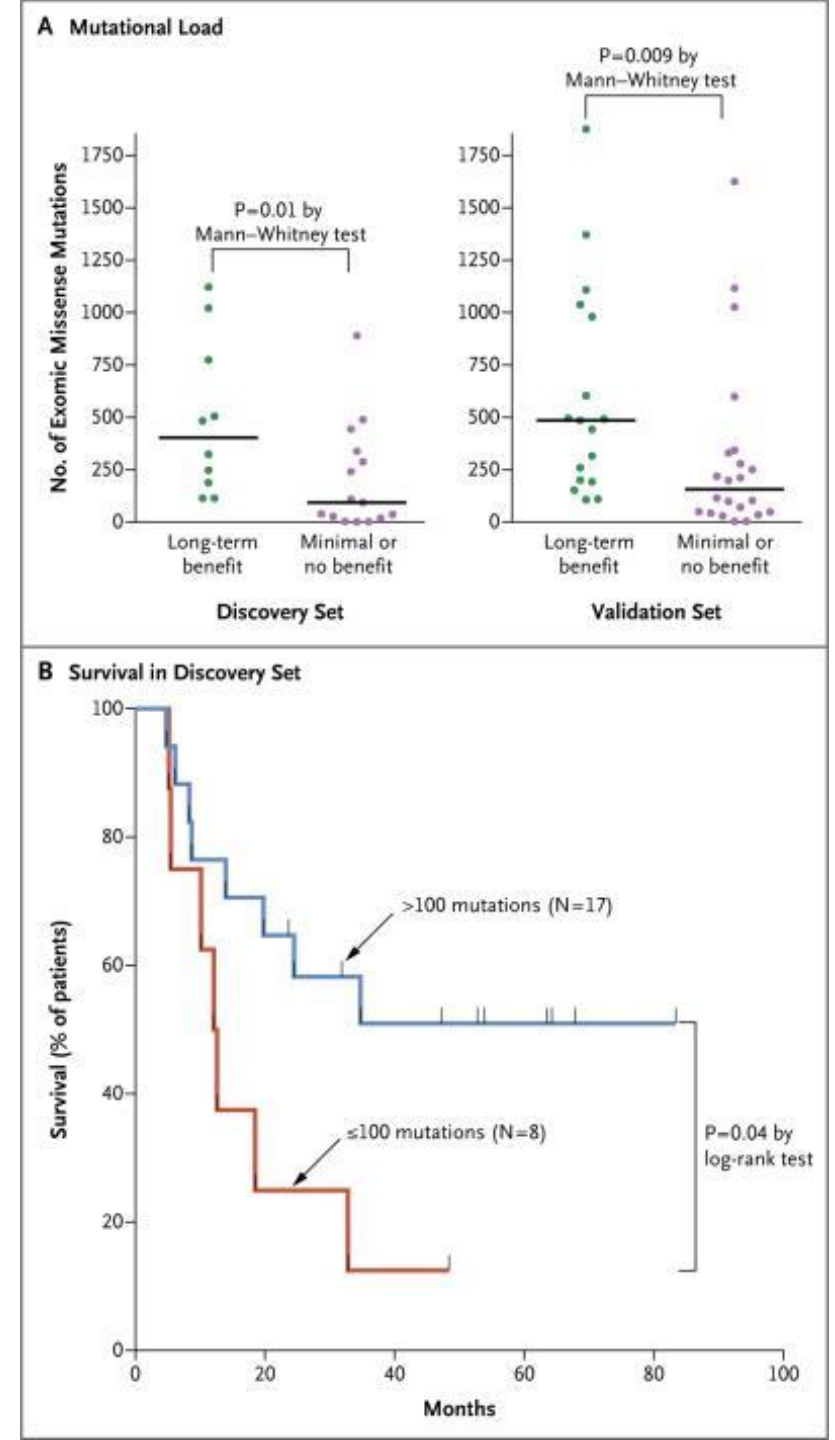 A Mutational Load
P=0.009 by
Mann–Whitney test
P=0.01 by
Mann–Whitney test
No. of Exomic Missense Mutations
1750
1500
1250
1000
750
500
250
0
1750
1500
1250
1000
750
500
250
0
Long-term
benefit
Minimal or
no benefit
Long-term
benefit
Minimal or
no benefit
Discovery Set
Validation Set
B Survival in Discovery Set
Survival (% of patients)
100
80
60
40
20
0
>100 mutations (N=17)
≤100 mutations (N=8)
P=0.04 by
log-rank test
0 20 40 60 80 100
Months